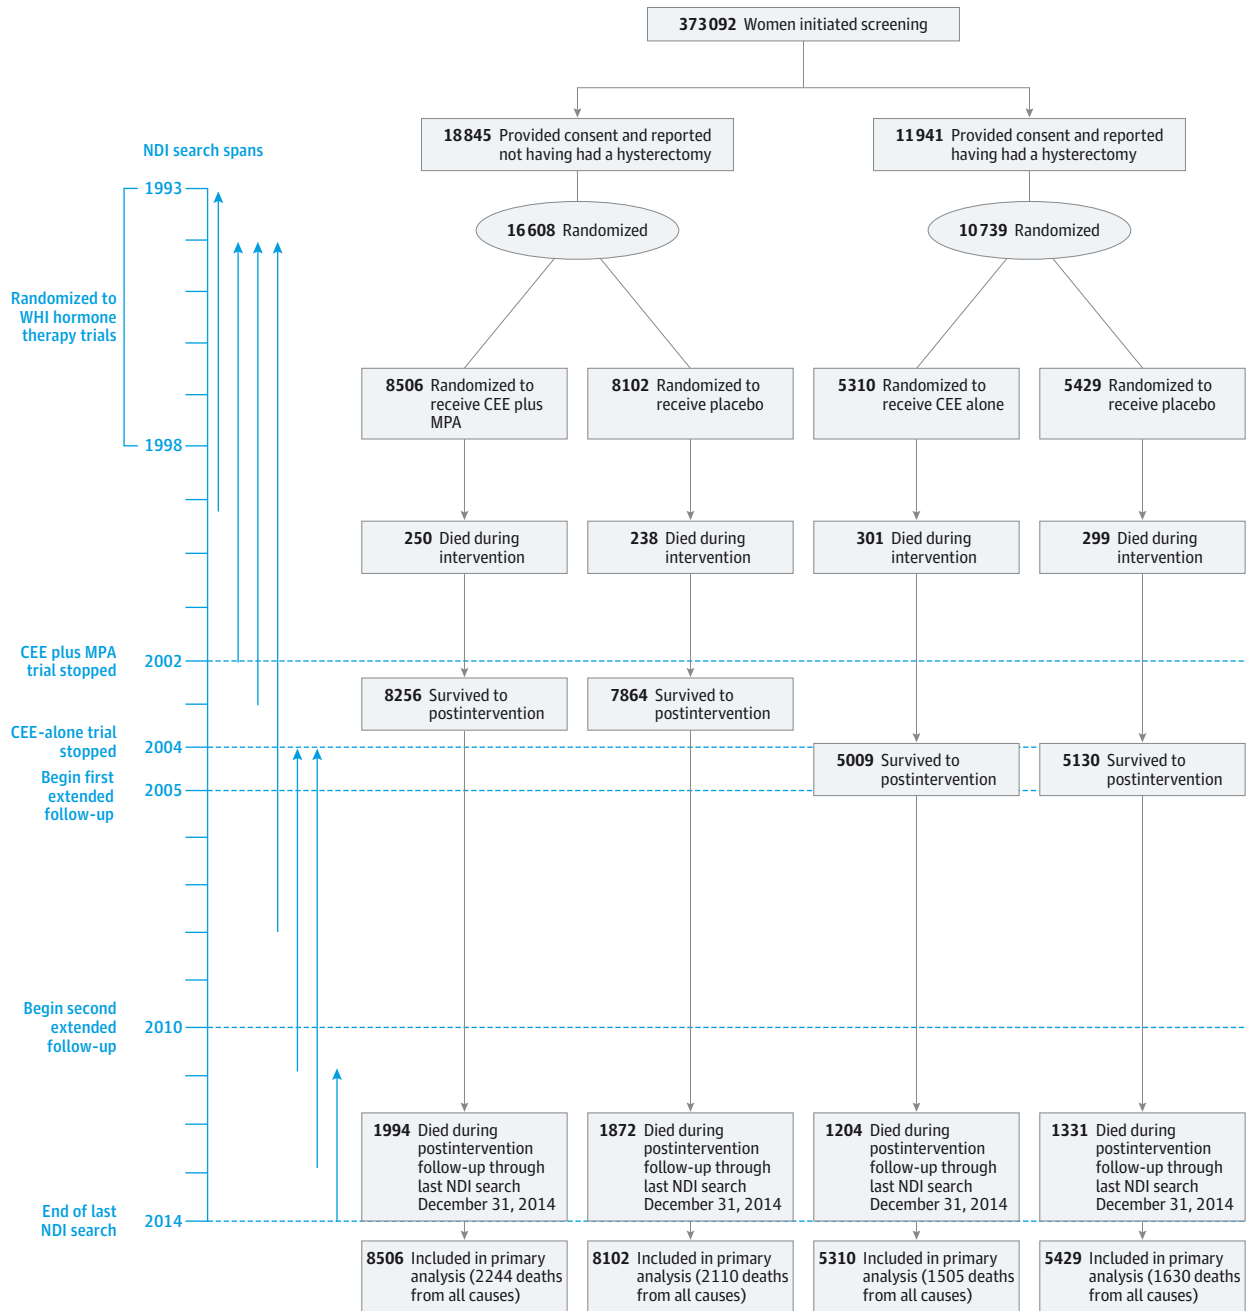 373 092 Women initiated screening
18 845 Provided consent and reported
not having had a hysterectomy
11 941 Provided consent and reported
having had a hysterectomy
NDI search spans
1993
16 608 Randomized
10 739 Randomized
Randomized to
WHI hormone
therapy trials
8506 Randomized to
receive CEE plus
MPA
8102 Randomized to
receive placebo
5310 Randomized to
receive CEE alone
5429 Randomized to
receive placebo
1998
250 Died during
intervention
238 Died during
intervention
301 Died during
intervention
299 Died during
intervention
CEE plus MPA
trial stopped
2002
8256 Survived to
postintervention
7864 Survived to
postintervention
CEE-alone trial
stopped
2004
5009 Survived to
postintervention
5130 Survived to
postintervention
Begin first
extended
follow-up
2005
Begin second
extended
follow-up
2010
1994 Died during
postintervention
follow-up through
last NDI search
December 31, 2014
1872 Died during
postintervention
follow-up through
last NDI search
December 31, 2014
1204 Died during
postintervention
follow-up through
last NDI search
December 31, 2014
1331 Died during
postintervention
follow-up through
last NDI search
December 31, 2014
End of last
NDI search
2014
8506 Included in primary
analysis (2244 deaths
from all causes)
8102 Included in primary
analysis (2110 deaths
from all causes)
5310 Included in primary
analysis (1505 deaths
from all causes)
5429 Included in primary
analysis (1630 deaths
from all causes)